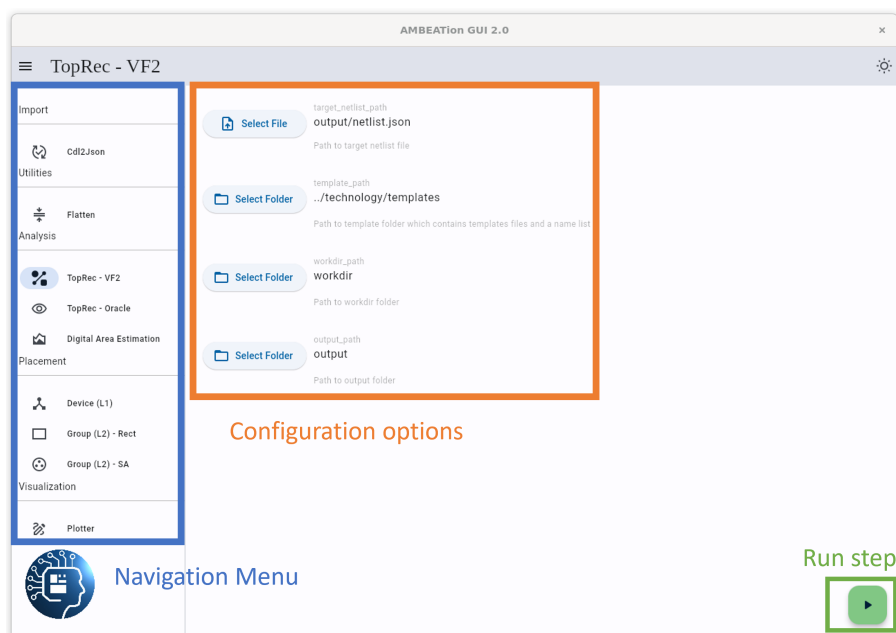 AMBEATion GUI 2.0
×
TopRec - VF2
Import
Cdl2Json
Utilities
Flatten
Analysis
TopRec - VF2
TopRec - Oracle
Digital Area Estimation
Placement
Device (L1)
Group (L2) - Rect
Group (L2) - SA
Visualization
Plotter
Select File
target_netlist_path
output/netlist.json
Path to target netlist file
Select Folder
template_path
../technology/templates
Path to template folder which contains templates files and a name list
Select Folder
workdir_path
workdir
Path to workdir folder
Select Folder
output_path
output
Path to output folder
Configuration options
Navigation Menu
Run step